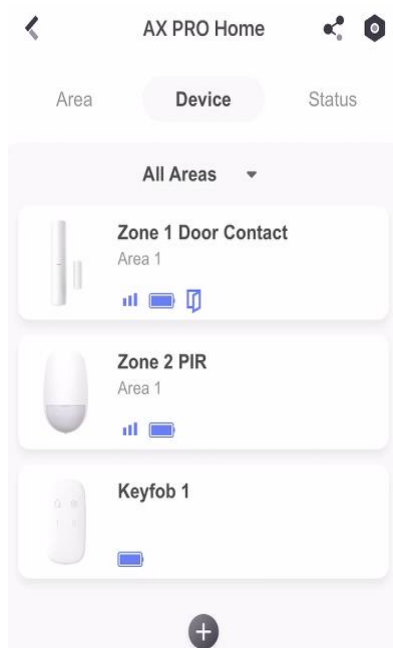 AX PRO Home
Area
Device
Status
All Areas
Zone 1 Door Contact
Area 1
Zone 2 PIR
Area 1
Keyfob 1